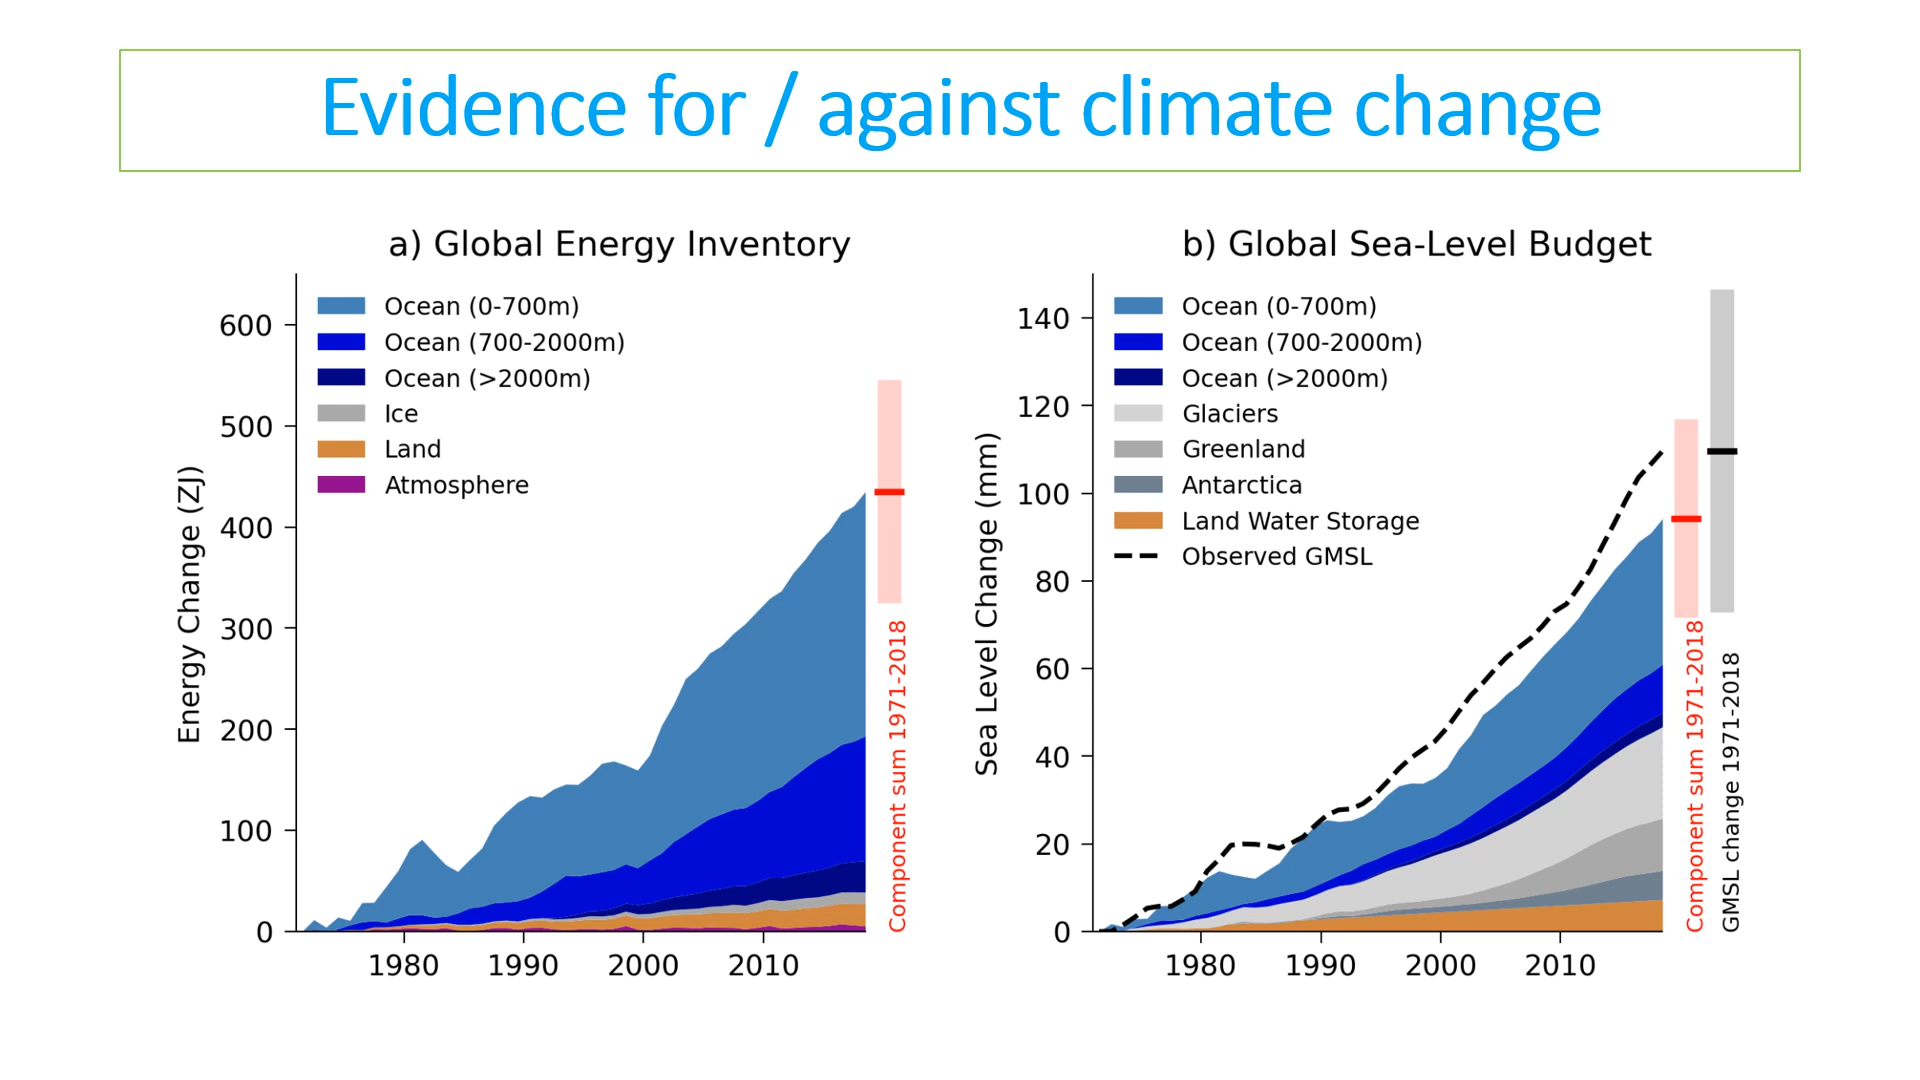 Evidence for / against climate change
a) Global Energy Inventory
Energy Change (ZJ)
600
500
400
300
200
100
0
Ocean (0-700m)
Ocean (700-2000m)
Ocean (>2000m)
Ice
Land
Atmosphere
1980 1990 2000 2010
Component sum 1971-2018
b) Global Sea-Level Budget
Sea Level Change (mm)
140
120
100
80
60
40
20
0
Ocean (0-700m)
Ocean (700-2000m)
Ocean (>2000m)
Glaciers
Greenland
Antarctica
Land Water Storage
Observed GMSL
1980 1990 2000 2010
Component sum 1971-2018
GMSL change 1971-2018